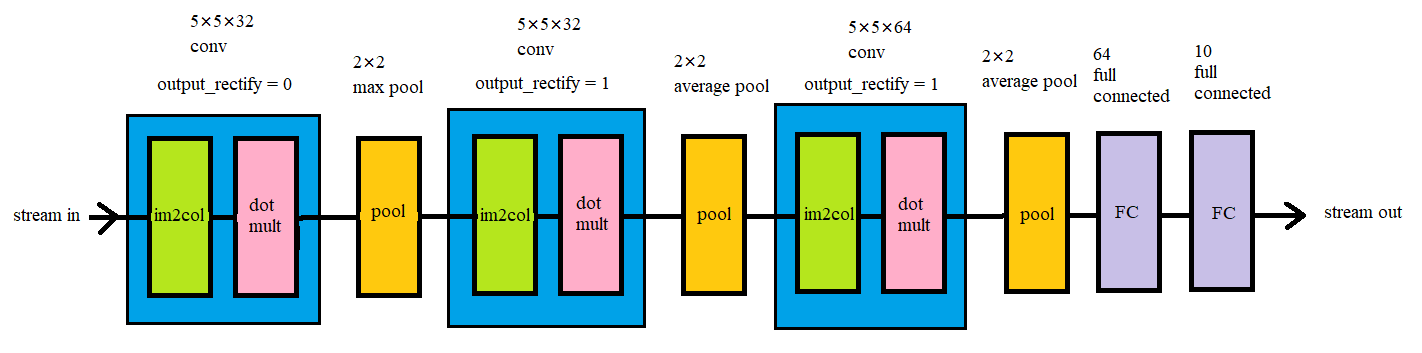 5×5×32
conv
output_rectify = 0
2×2
max pool
5×5×32
conv
output_rectify = 1
2×2
average pool
5×5×64
conv
output_rectify = 1
2×2
average pool
64
full
connected
10
full
connected
stream in
im2col
dot
mult
pool
im2col
dot
mult
pool
im2col
dot
mult
pool
FC
FC
stream out